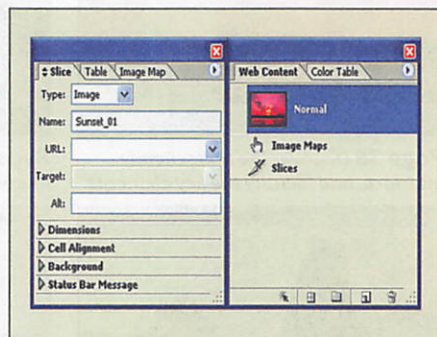 Slice Table Image Map
Type: Image
Name: Sunset_01
URL:
Target:
Alt:
Dimensions
Cell Alignment
Background
Status Bar Message
Web Content Color Table
Normal
Image Maps
Slices